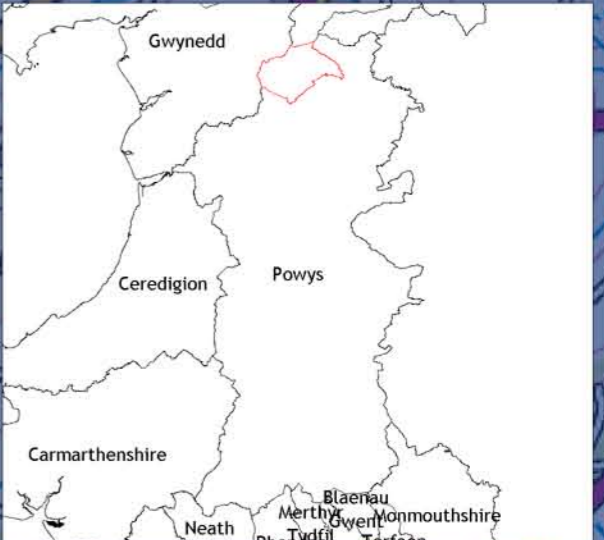 Gwynedd
Ceredigion
Powys
Carmarthenshire
Blaenau
Gwent
Merthyr
Tydfil
Monmouthshire
Neath